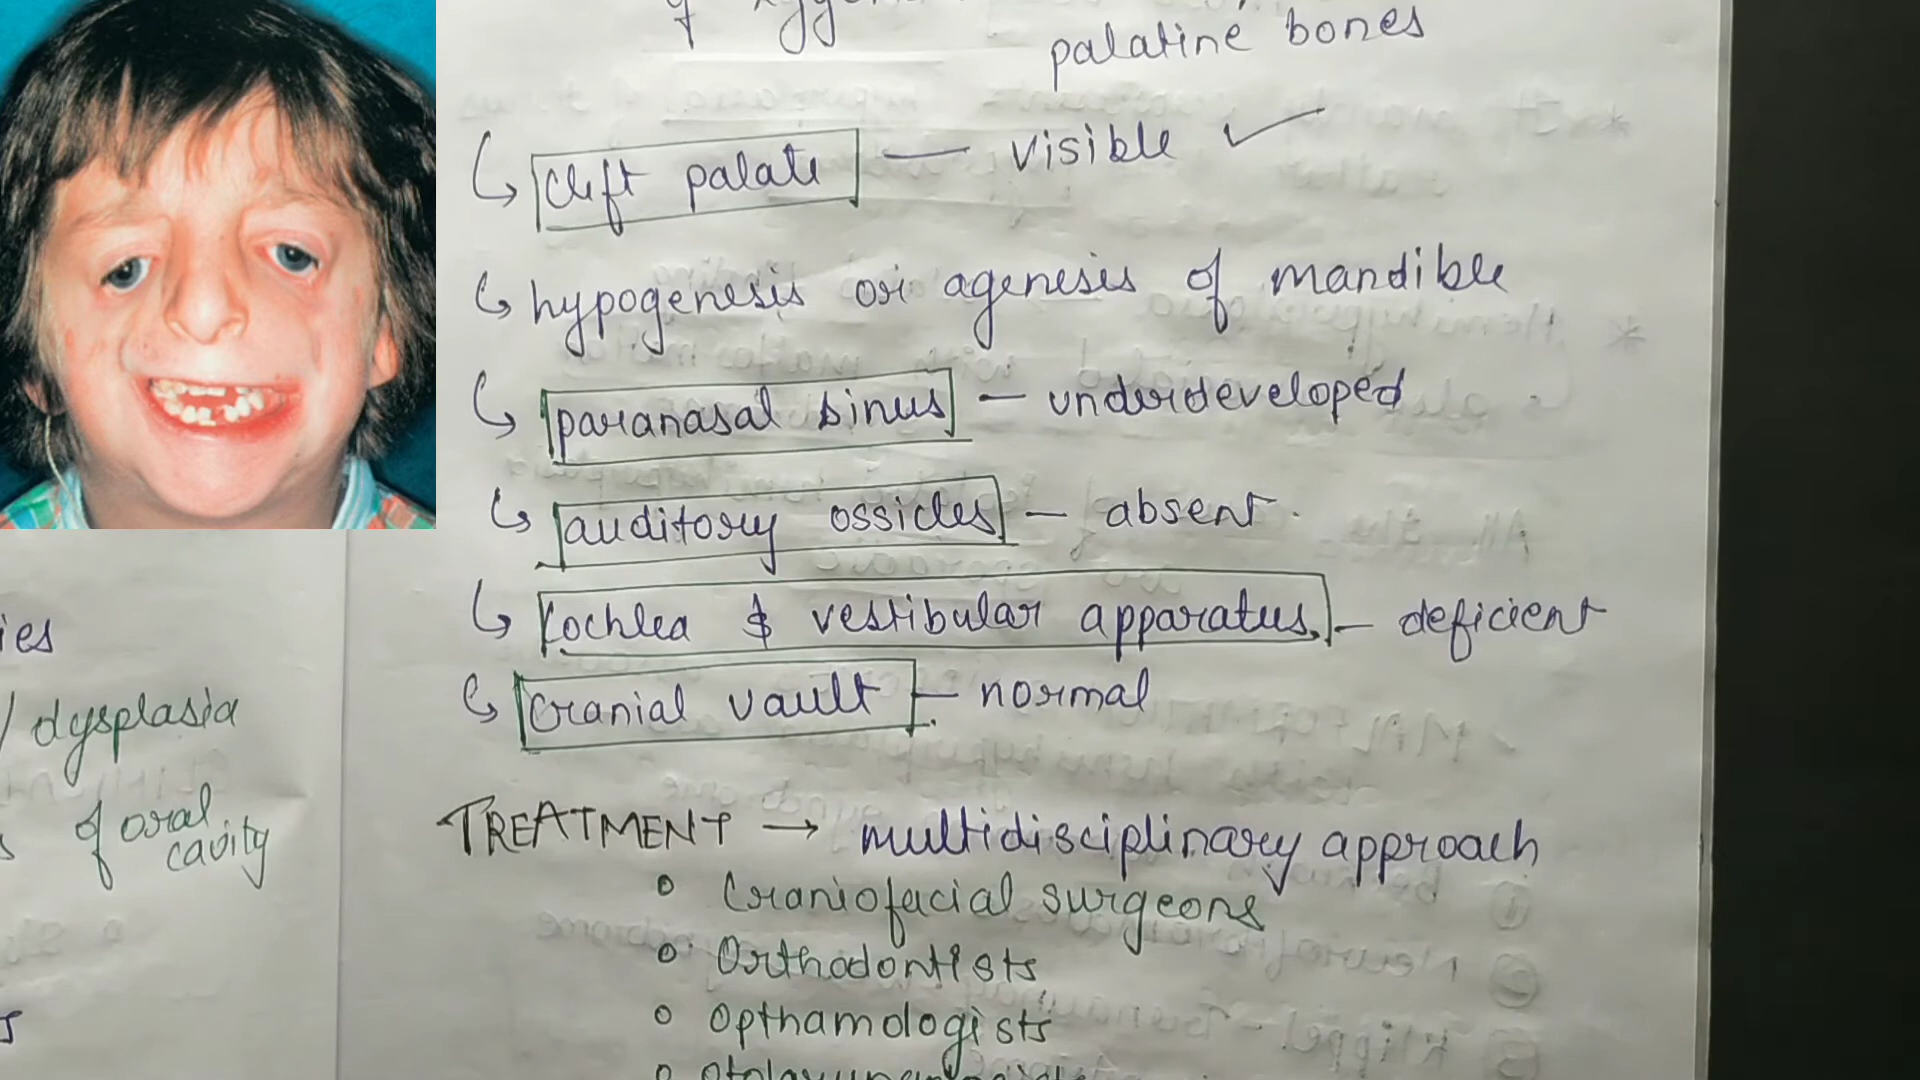 palatine bones
↳ cleft palate — visible ✓
↳ hypogenesis or agenesis of mandible
↳ paranasal sinus — underdeveloped
↳ auditory ossicles — absent.
↳ Cochlea & vestibular apparatus. — deficient
↳ Cranial vault — normal
TREATMENT → multidisciplinary approach
○ Craniofacial surgeons
○ Orthodontists
○ Opthamologists
ies
/ dysplasia
of oral
cavity